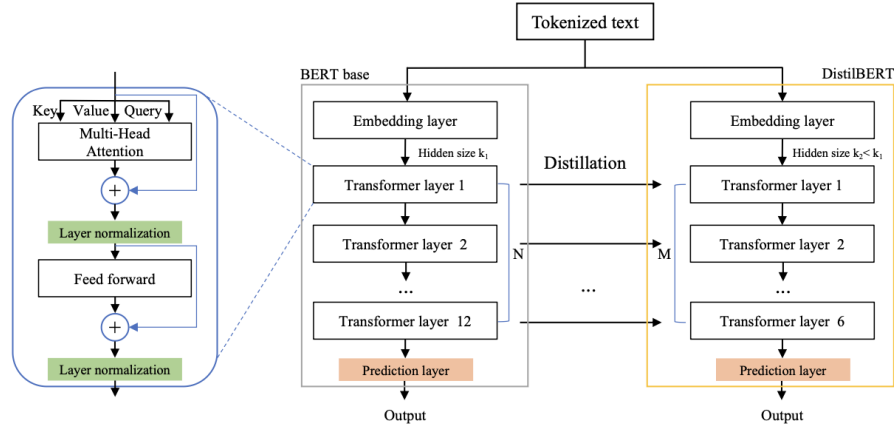 Tokenized text
BERT base
DistilBERT
Key Value Query
Multi-Head
Attention
+
Layer normalization
Feed forward
+
Layer normalization
Embedding layer
Hidden size k₁
Transformer layer 1
Transformer layer 2
...
Transformer layer 12
Prediction layer
Output
N
Distillation
...
M
Embedding layer
Hidden size k₂< k₁
Transformer layer 1
Transformer layer 2
...
Transformer layer 6
Prediction layer
Output